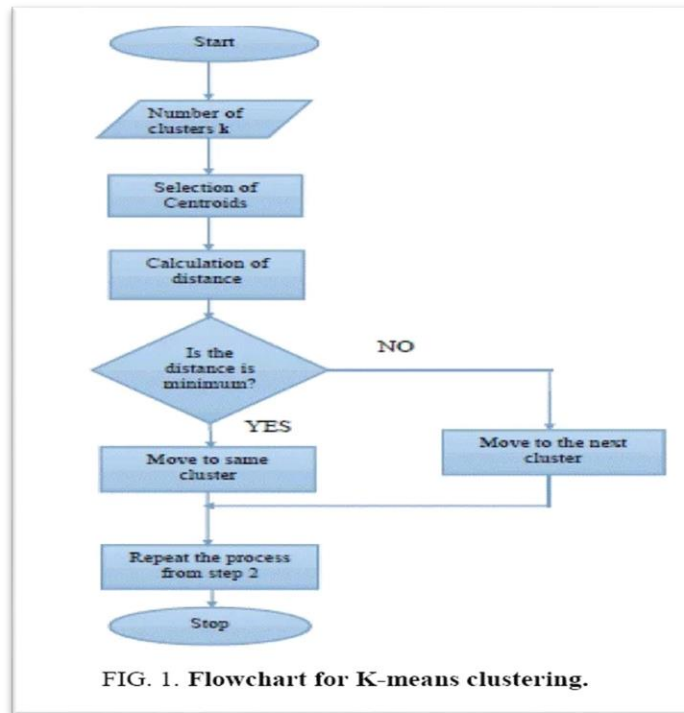 Start
Number of
clusters k
Selection of
Centroids
Calculation of
distance
Is the
distance is
minimum?
NO
YES
Move to same
cluster
Move to the next
cluster
Repeat the process
from step 2
Stop
FIG. 1. Flowchart for K-means clustering.